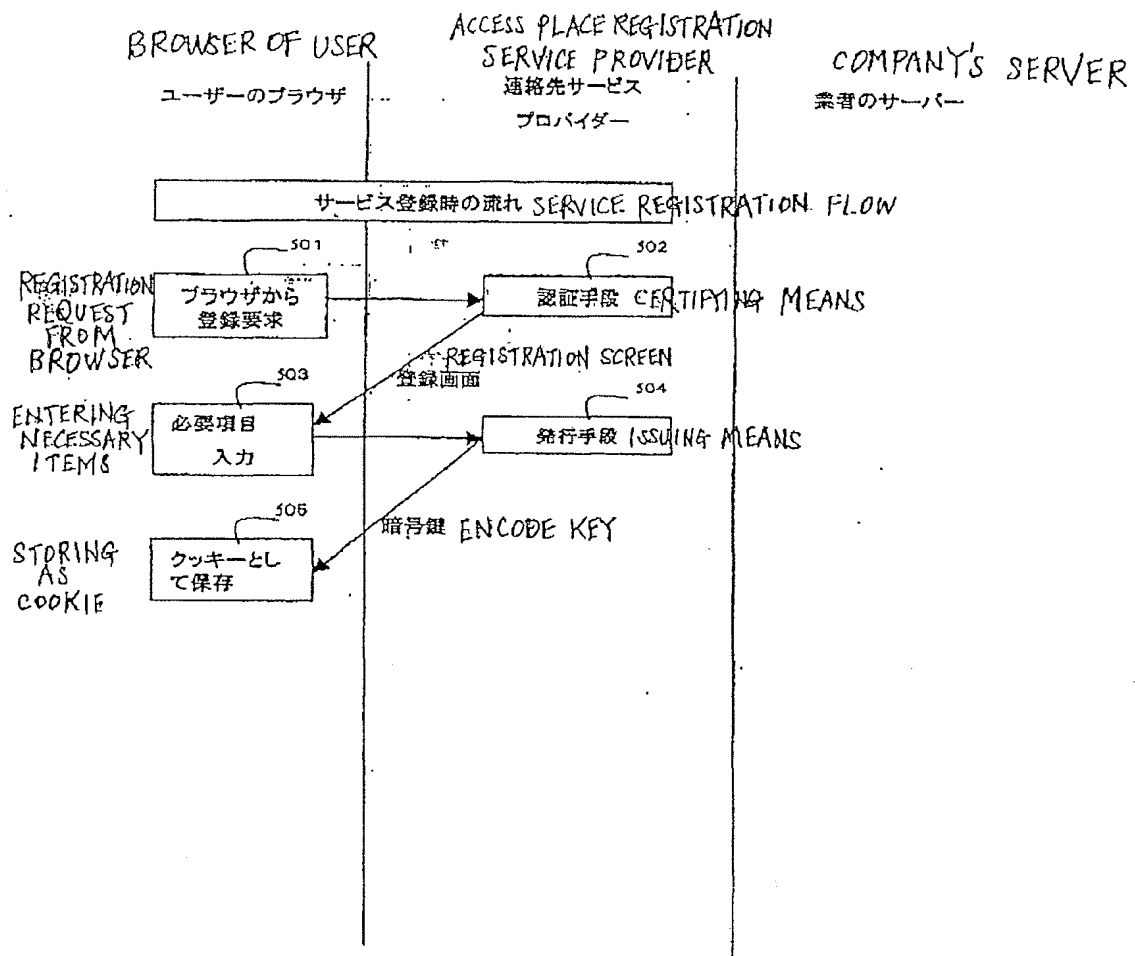 BROWSER OF USER
ユーザーのブラウザ
ACCESS PLACE REGISTRATION
SERVICE PROVIDER
連絡先サービス
プロバイダー
COMPANY'S SERVER
業者のサーバー
サービス登録時の流れ SERVICE REGISTRATION FLOW
501
REGISTRATION
REQUEST
FROM
BROWSER
ブラウザから
登録要求
502
認証手段 CERTIFYING MEANS
REGISTRATION SCREEN
登録画面
503
ENTERING
NECESSARY
ITEMS
必要項目
入力
504
発行手段 ISSUING MEANS
暗号鍵 ENCODE KEY
505
STORING
AS
COOKIE
クッキーとし
て保存